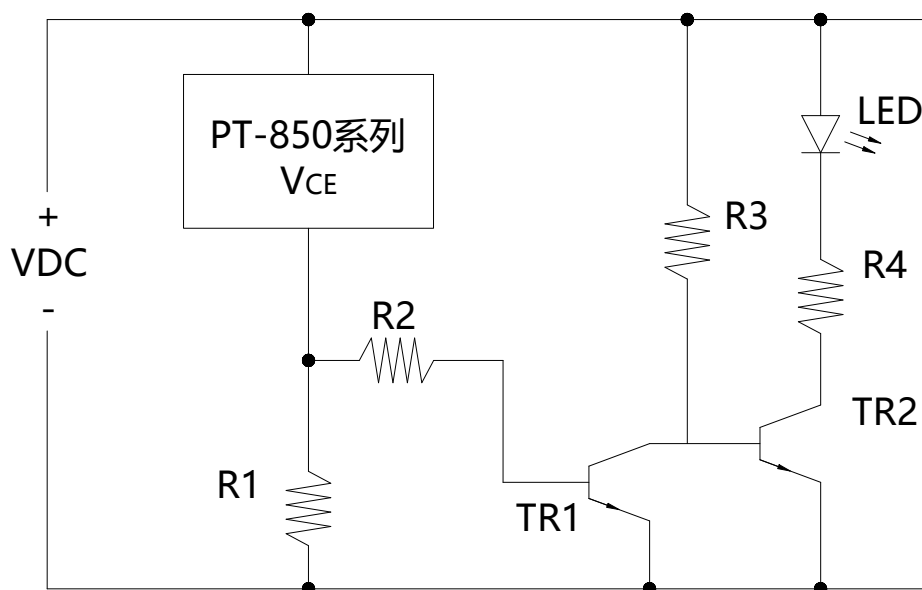 PT-850系列
VCE
LED
R3
+
VDC
-
R4
R2
TR2
R1
TR1